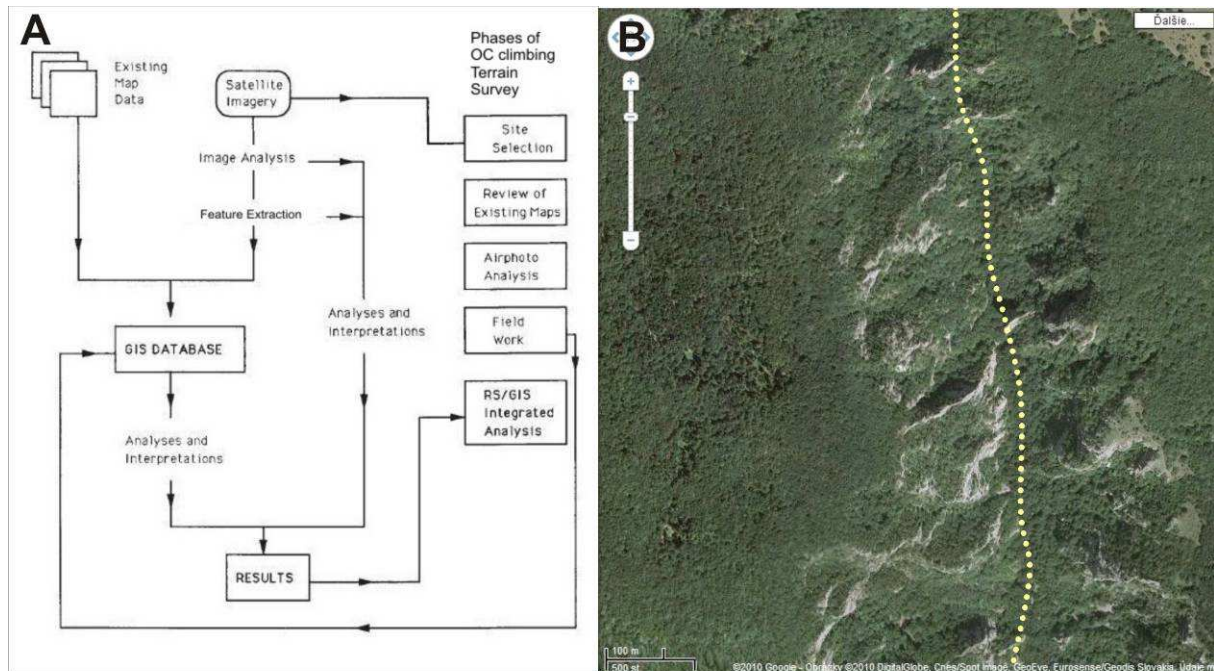 A
Existing
Map
Data
Satellite
Imagery
Phases of
OC climbing
Terrain
Survey
Site
Selection
Image Analysis
Review of
Existing Maps
Feature Extraction
Airphoto
Analysis
Analyses and
Interpretations
Field
Work
GIS DATABASE
RS/GIS
Integrated
Analysis
Analyses and
Interpretations
RESULTS
B
Ďalšie...
+
−
100 m
500 st
©2010 Google - Obrázky ©2010 DigitalGlobe, Cnes/Spot Image, GeoEye, Eurosense/Geodis Slovakia, Údaje m